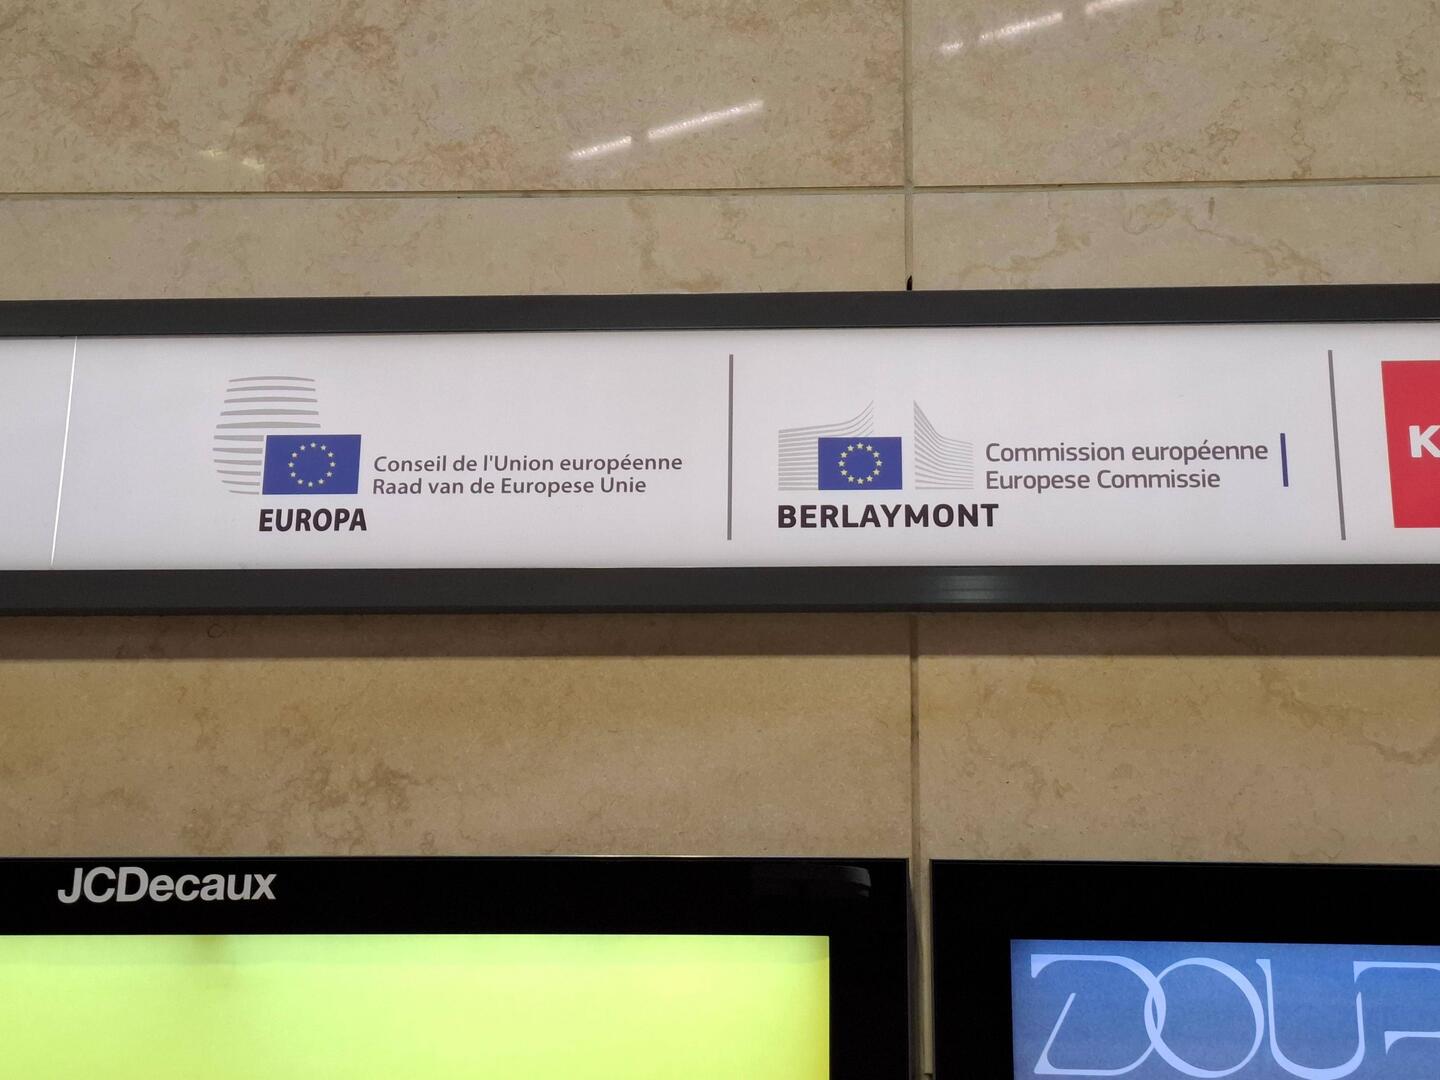 Conseil de l'Union européenne
Raad van de Europese Unie
EUROPA
Commission européenne
Europese Commissie
BERLAYMONT
K
JCDecaux